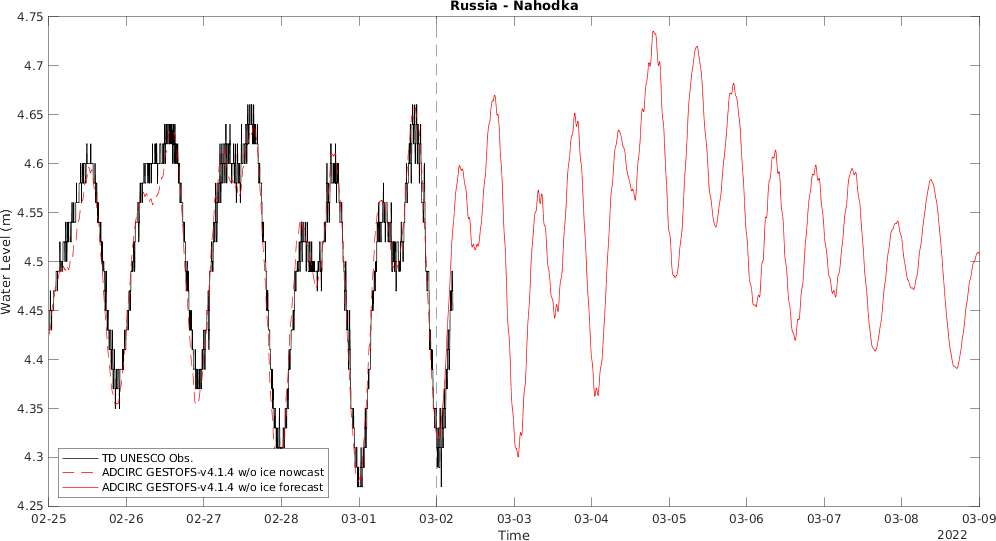 Russia - Nahodka
4.75
4.7
4.65
4.6
4.55
4.5
4.45
4.4
4.35
4.3
4.25
Water Level (m)
TD UNESCO Obs.
ADCIRC GESTOFS-v4.1.4 w/o ice nowcast
ADCIRC GESTOFS-v4.1.4 w/o ice forecast
02-25 02-26 02-27 02-28 03-01 03-02 03-03 03-04 03-05 03-06 03-07 03-08 03-09
Time
2022